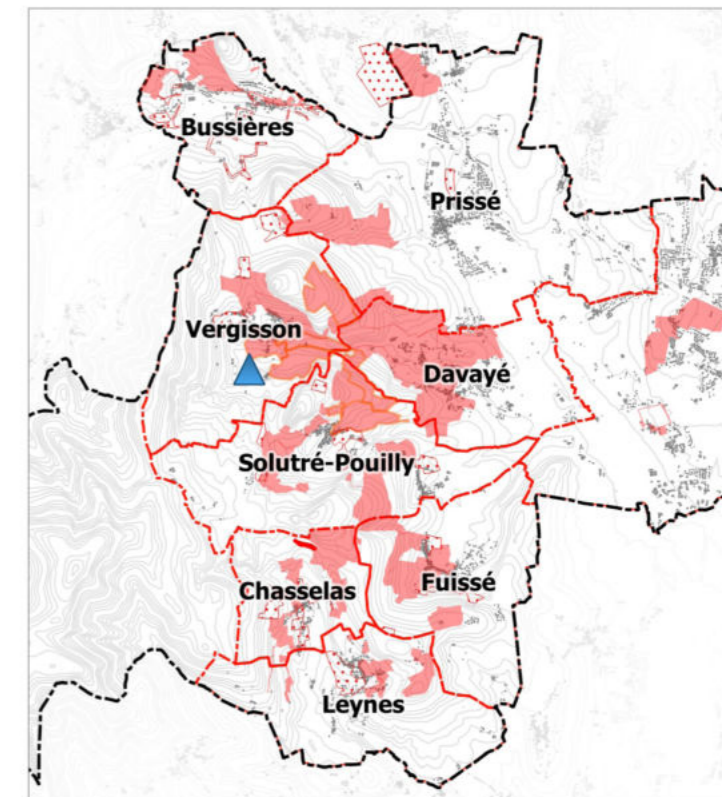 Bussières
Prissé
Vergisson
Davayé
Solutré-Pouilly
Chasselas
Fuissé
Leynes